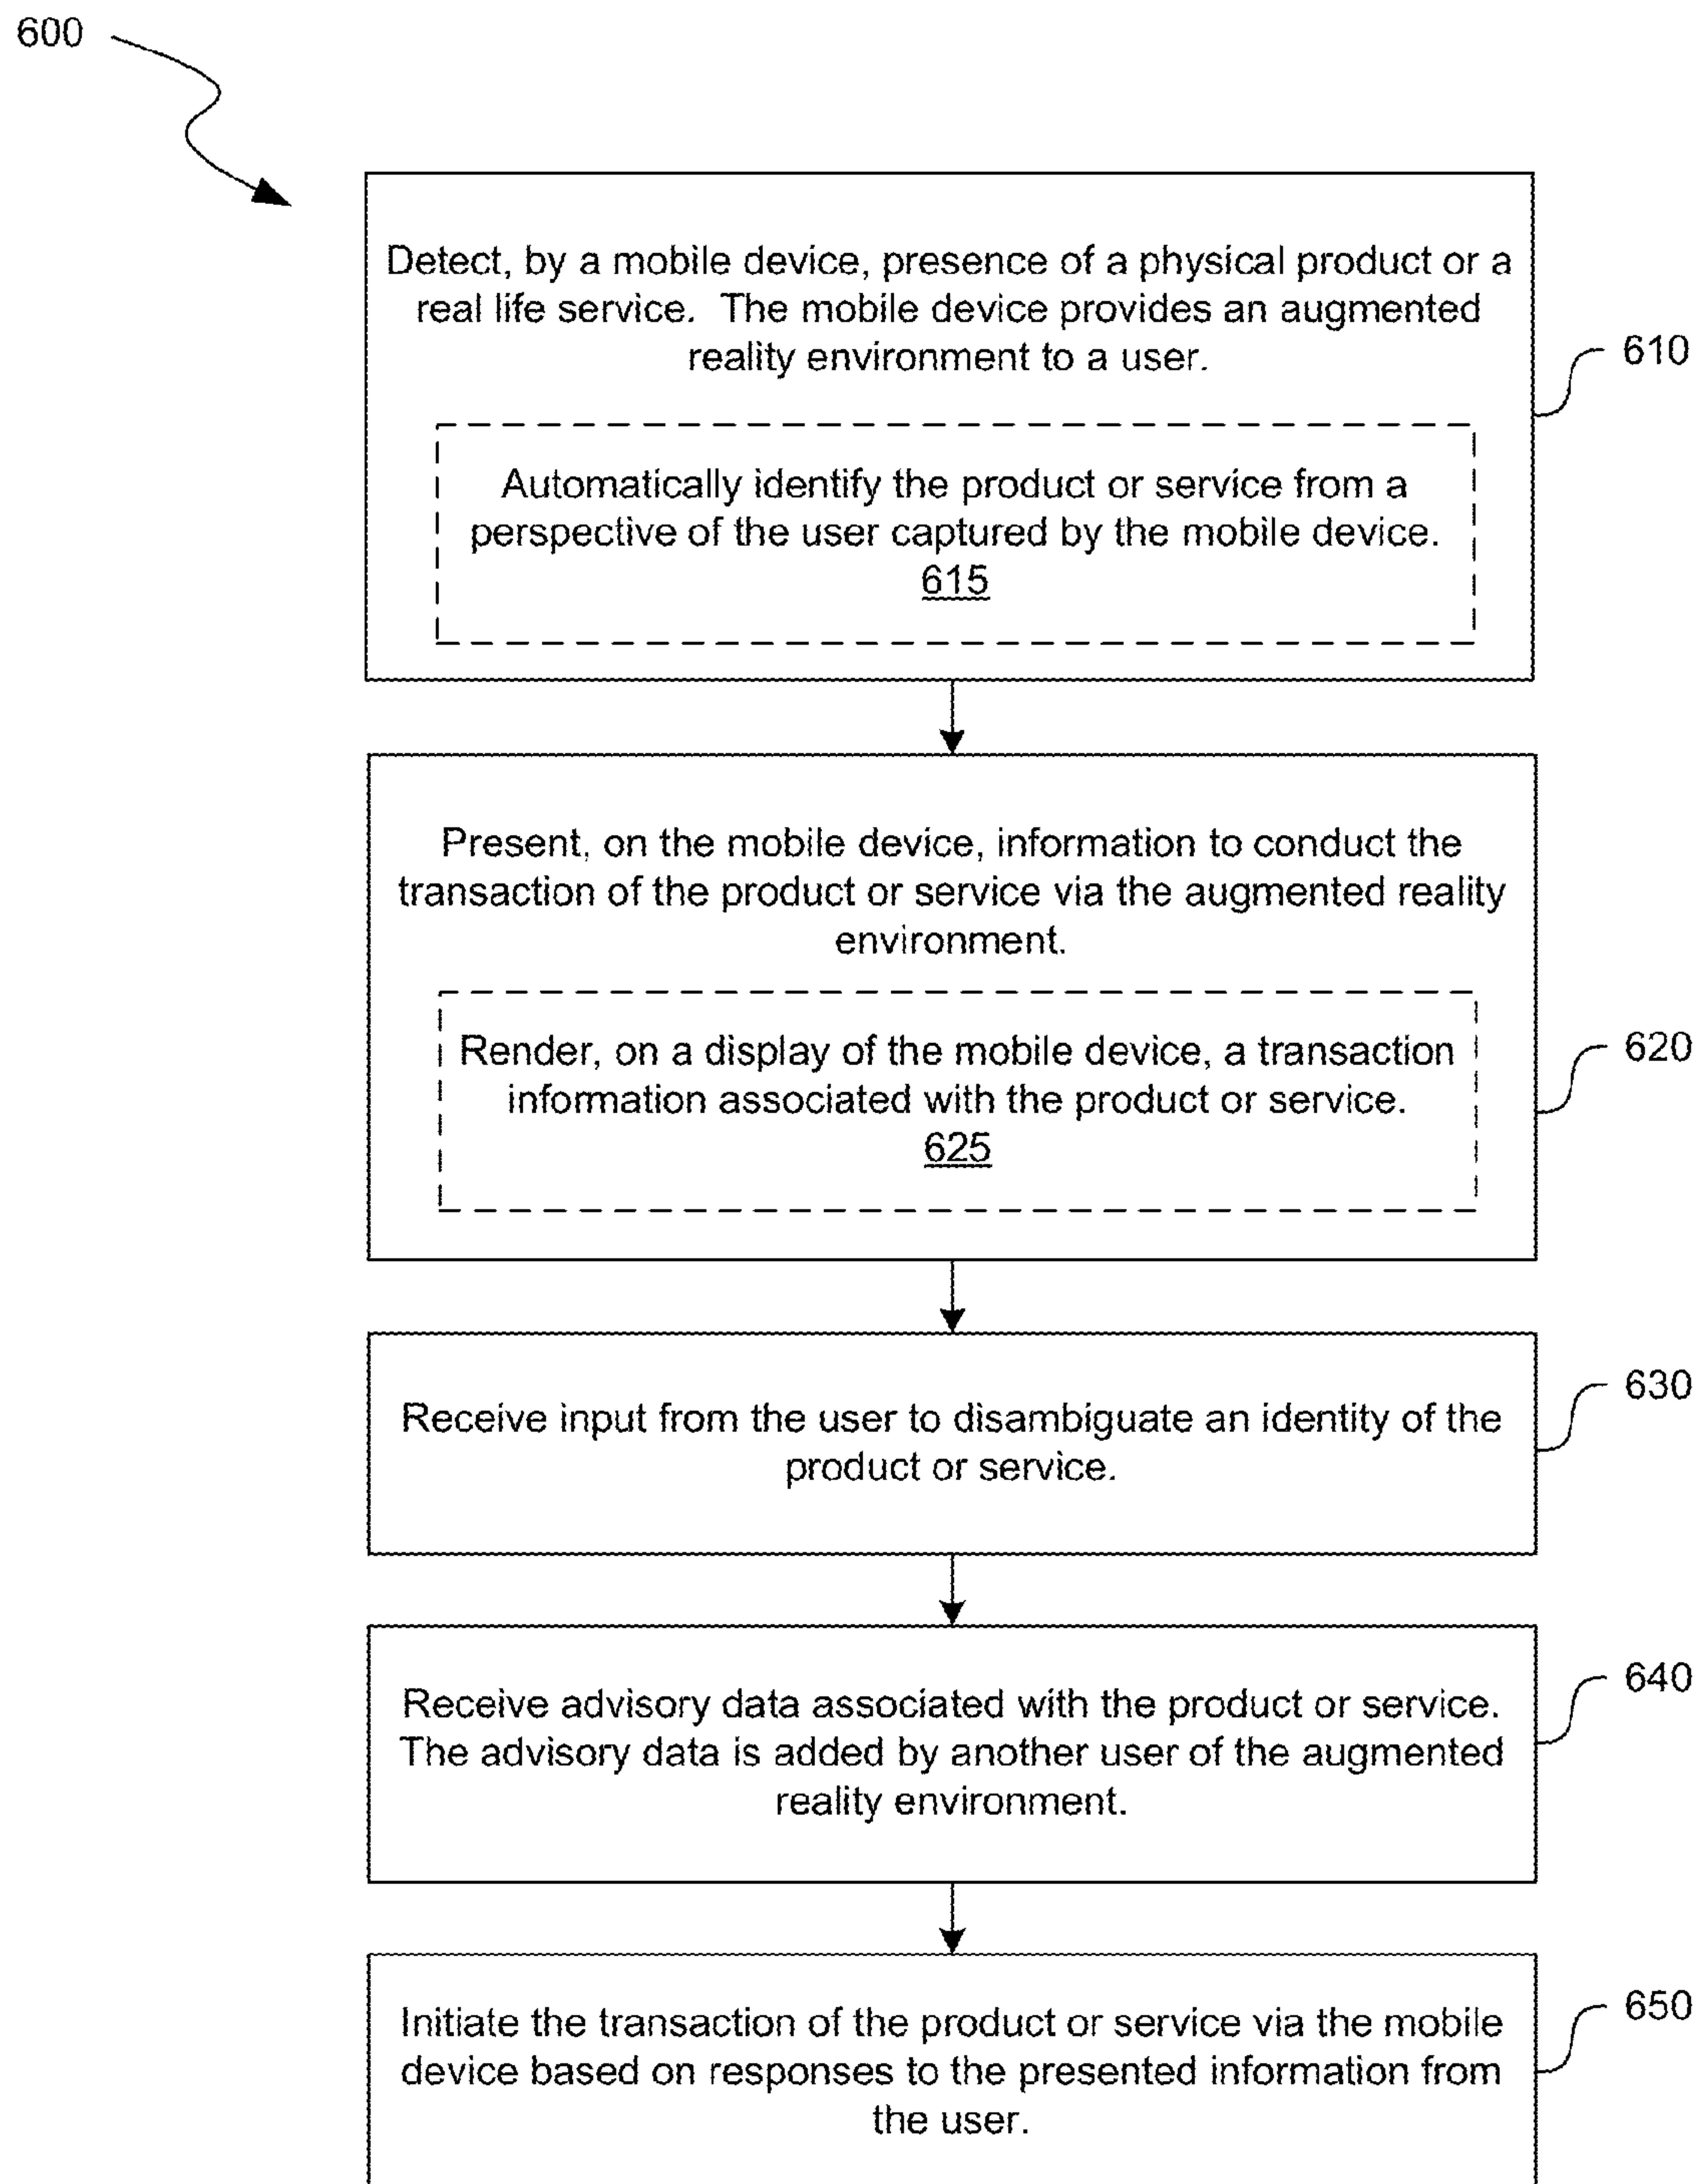 600
Detect, by a mobile device, presence of a physical product or a
real life service.  The mobile device provides an augmented
reality environment to a user.
610
Automatically identify the product or service from a
perspective of the user captured by the mobile device.
615
Present, on the mobile device, information to conduct the
transaction of the product or service via the augmented reality
environment.
Render, on a display of the mobile device, a transaction
information associated with the product or service.
625
620
Receive input from the user to disambiguate an identity of the
product or service.
630
Receive advisory data associated with the product or service.
The advisory data is added by another user of the augmented
reality environment.
640
Initiate the transaction of the product or service via the mobile
device based on responses to the presented information from
the user.
650